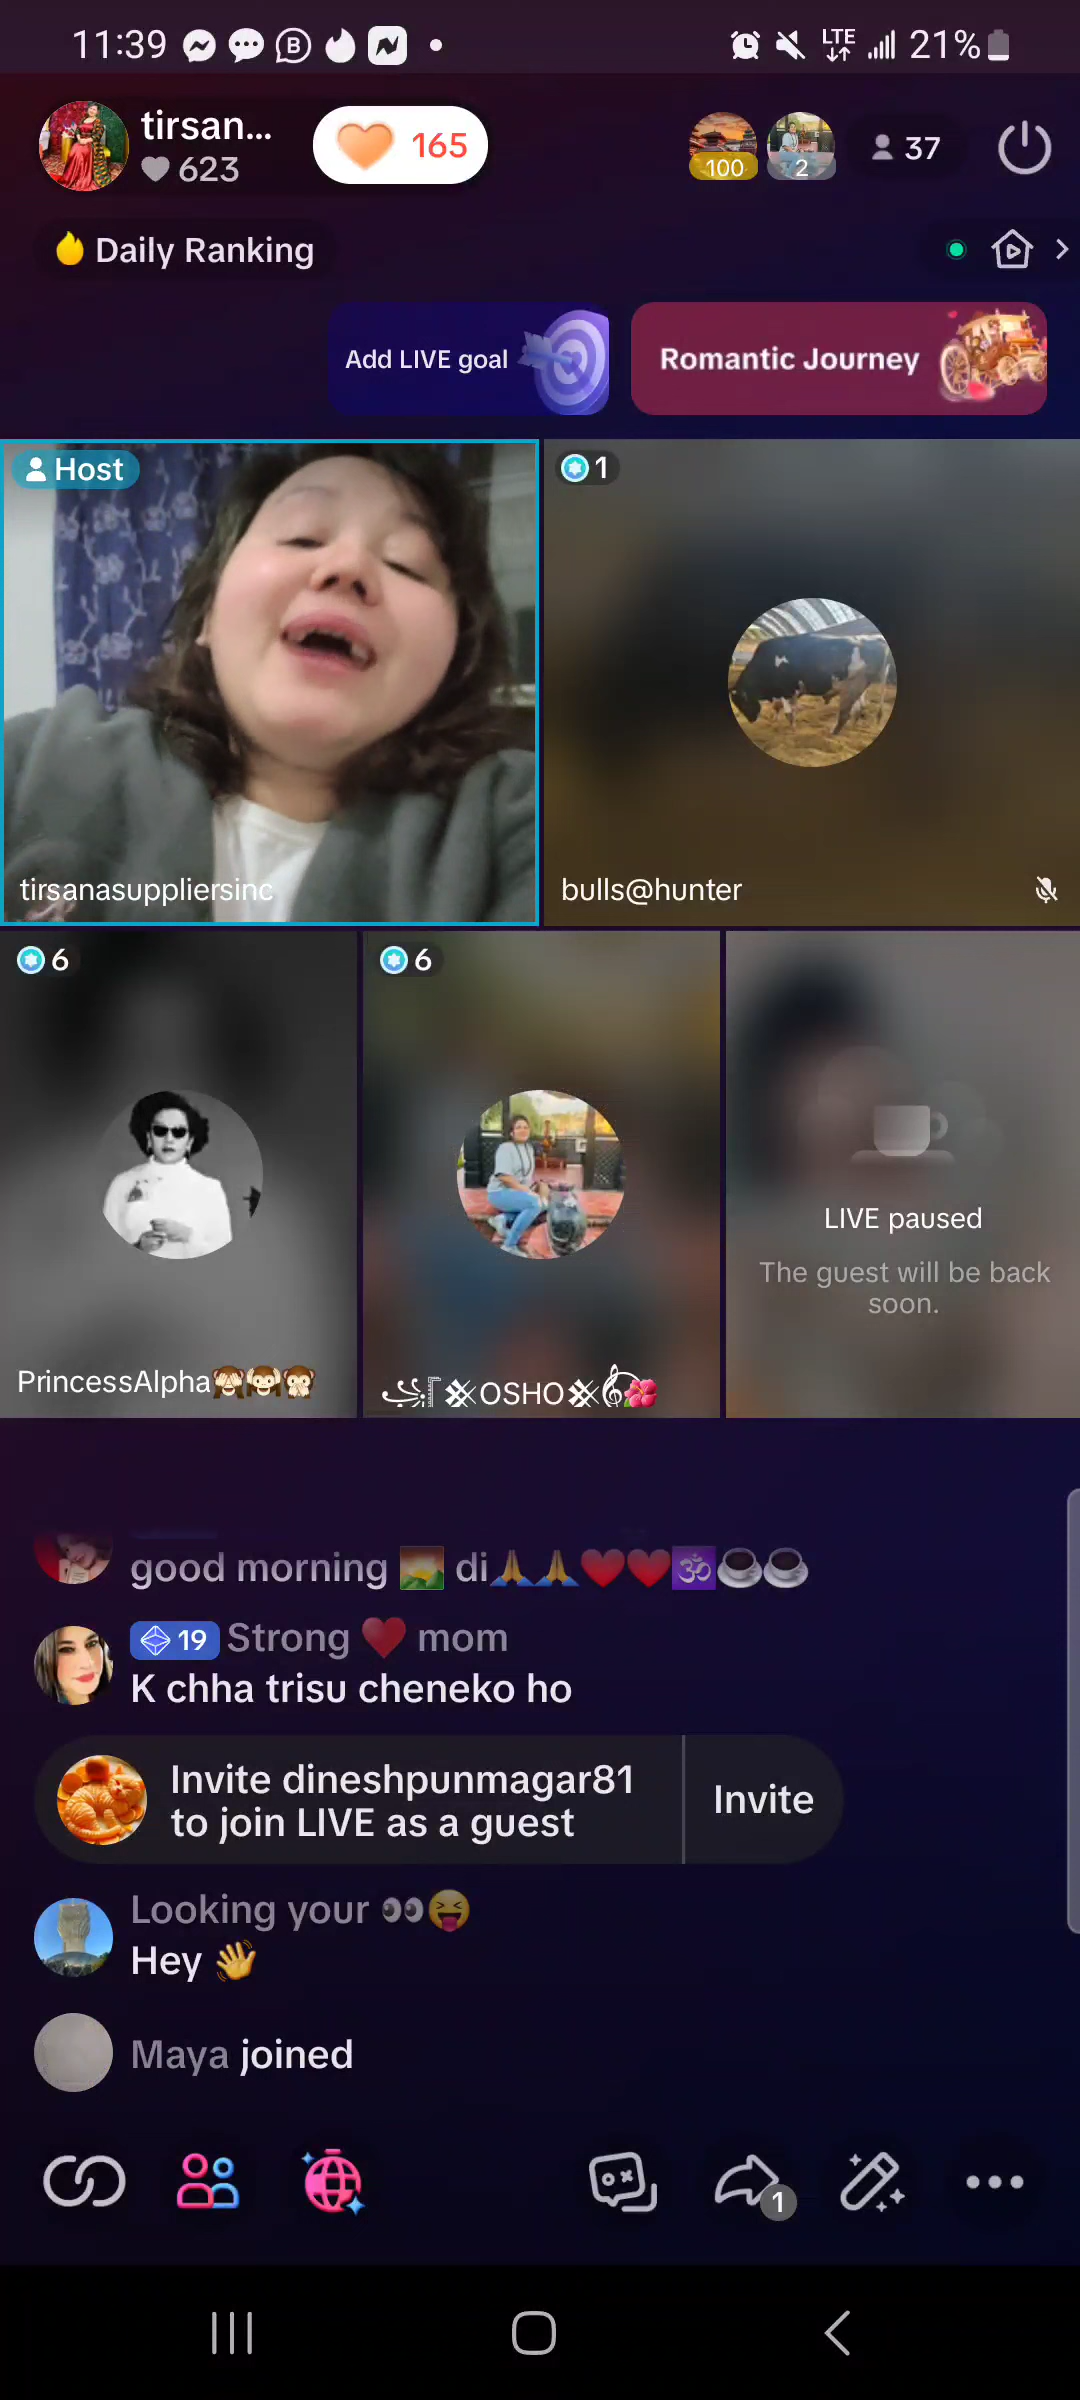 11:39
LTE
21%
tirsan...
623
165
100
2
37
Daily Ranking
Add LIVE goal
Romantic Journey
Host
1
tirsanasuppliersinc
bulls@hunter
6
6
LIVE paused
The guest will be back
soon.
PrincessAlpha🙈🙉🙊
OSHO
good morning 🌄 di🙏🙏❤️❤️🕉☕☕
19 Strong ❤️ mom
K chha trisu cheneko ho
Invite dineshpunmagar81
to join LIVE as a guest
Invite
Looking your 👀😝
Hey 👋
Maya joined
1